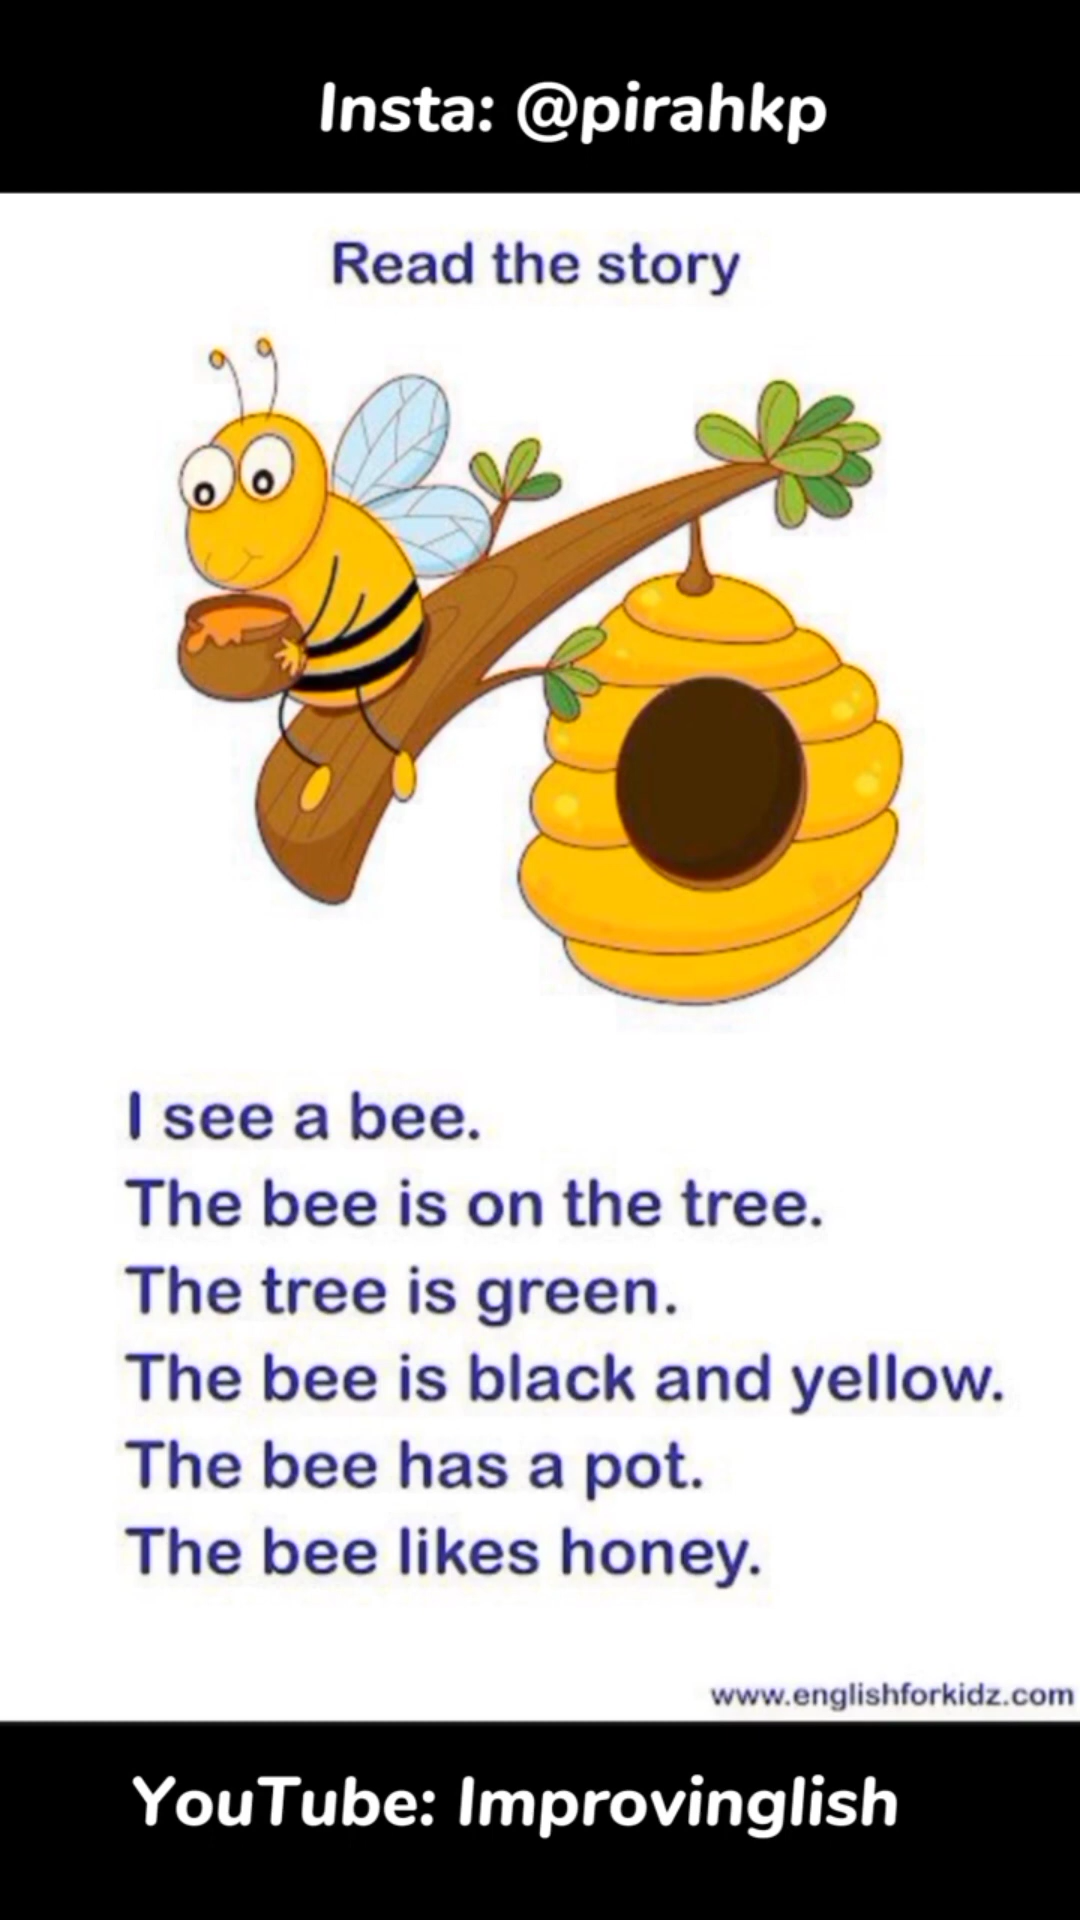 Insta: @pirahkp
Read the story
I see a bee.
The bee is on the tree.
The tree is green.
The bee is black and yellow.
The bee has a pot.
The bee likes honey.
www.englishforkidz.com
YouTube: Improvinglish